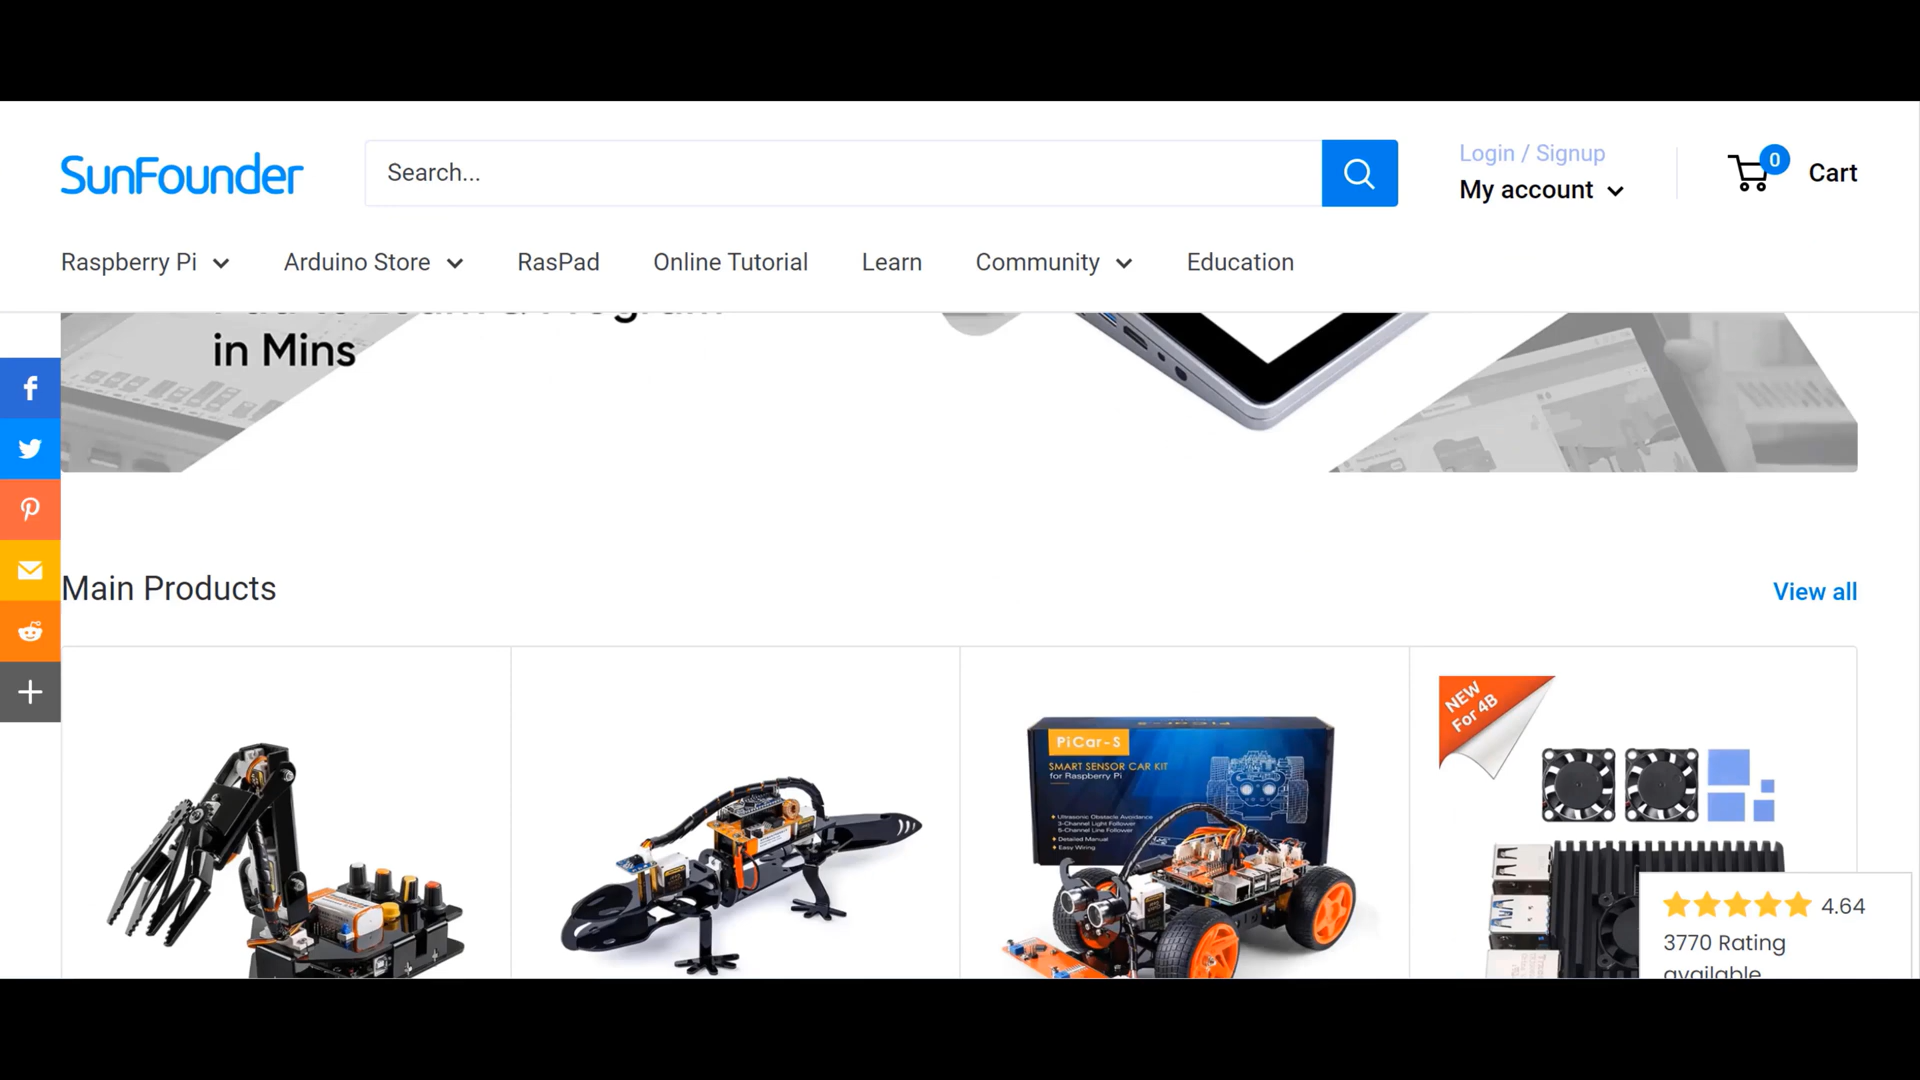 SunFounder
Search...
Login / Signup
My account
0
Cart
Raspberry Pi
Arduino Store
RasPad
Online Tutorial
Learn
Community
Education
in Mins
Main Products
View all
PiCar-S
SMART SENSOR CAR KIT
for Raspberry Pi
Ultrasonic Obstacle Avoidance
3-Channel Light Follower
5-Channel Line Follower
Detailed Manual
Easy Wiring
NEW
For 4B
4.64
3770 Rating
available